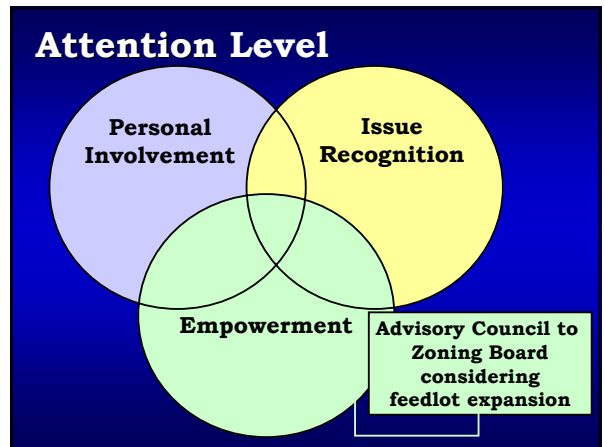 Attention Level
Personal
Involvement
Issue
Recognition
Empowerment
Advisory Council to
Zoning Board
considering
feedlot expansion